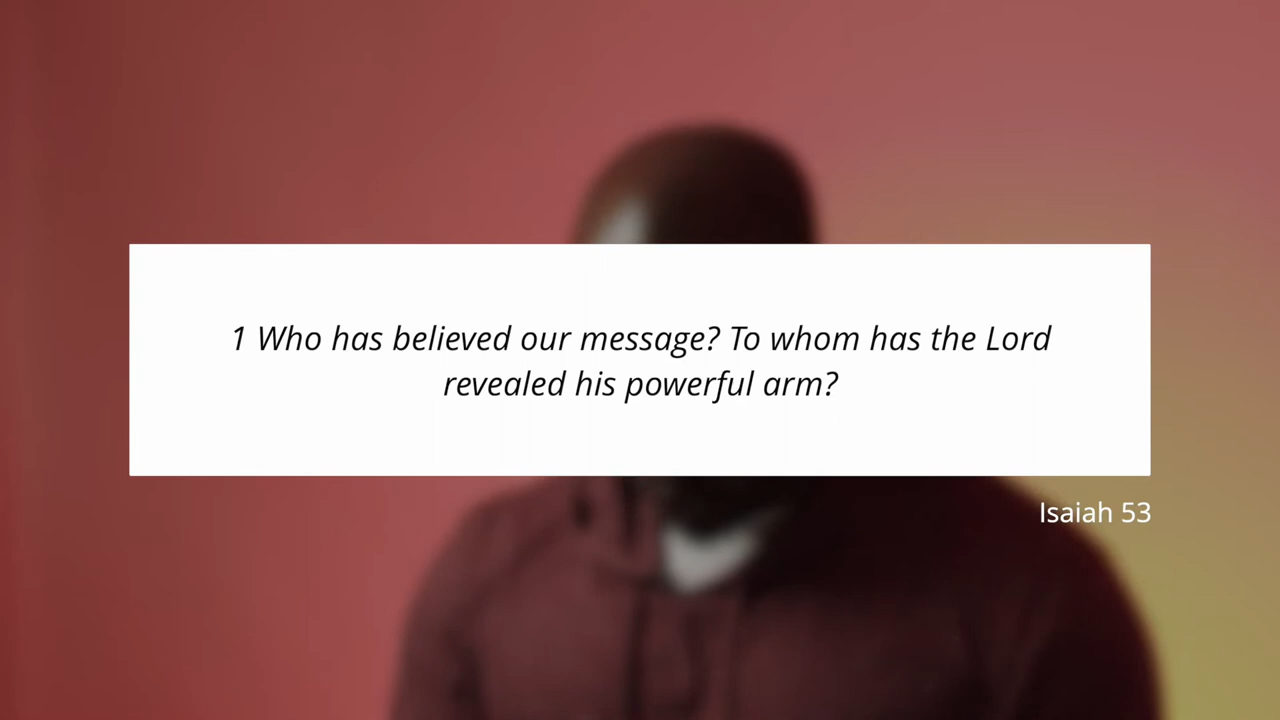 1 Who has believed our message? To whom has the Lord
revealed his powerful arm?
Isaiah 53